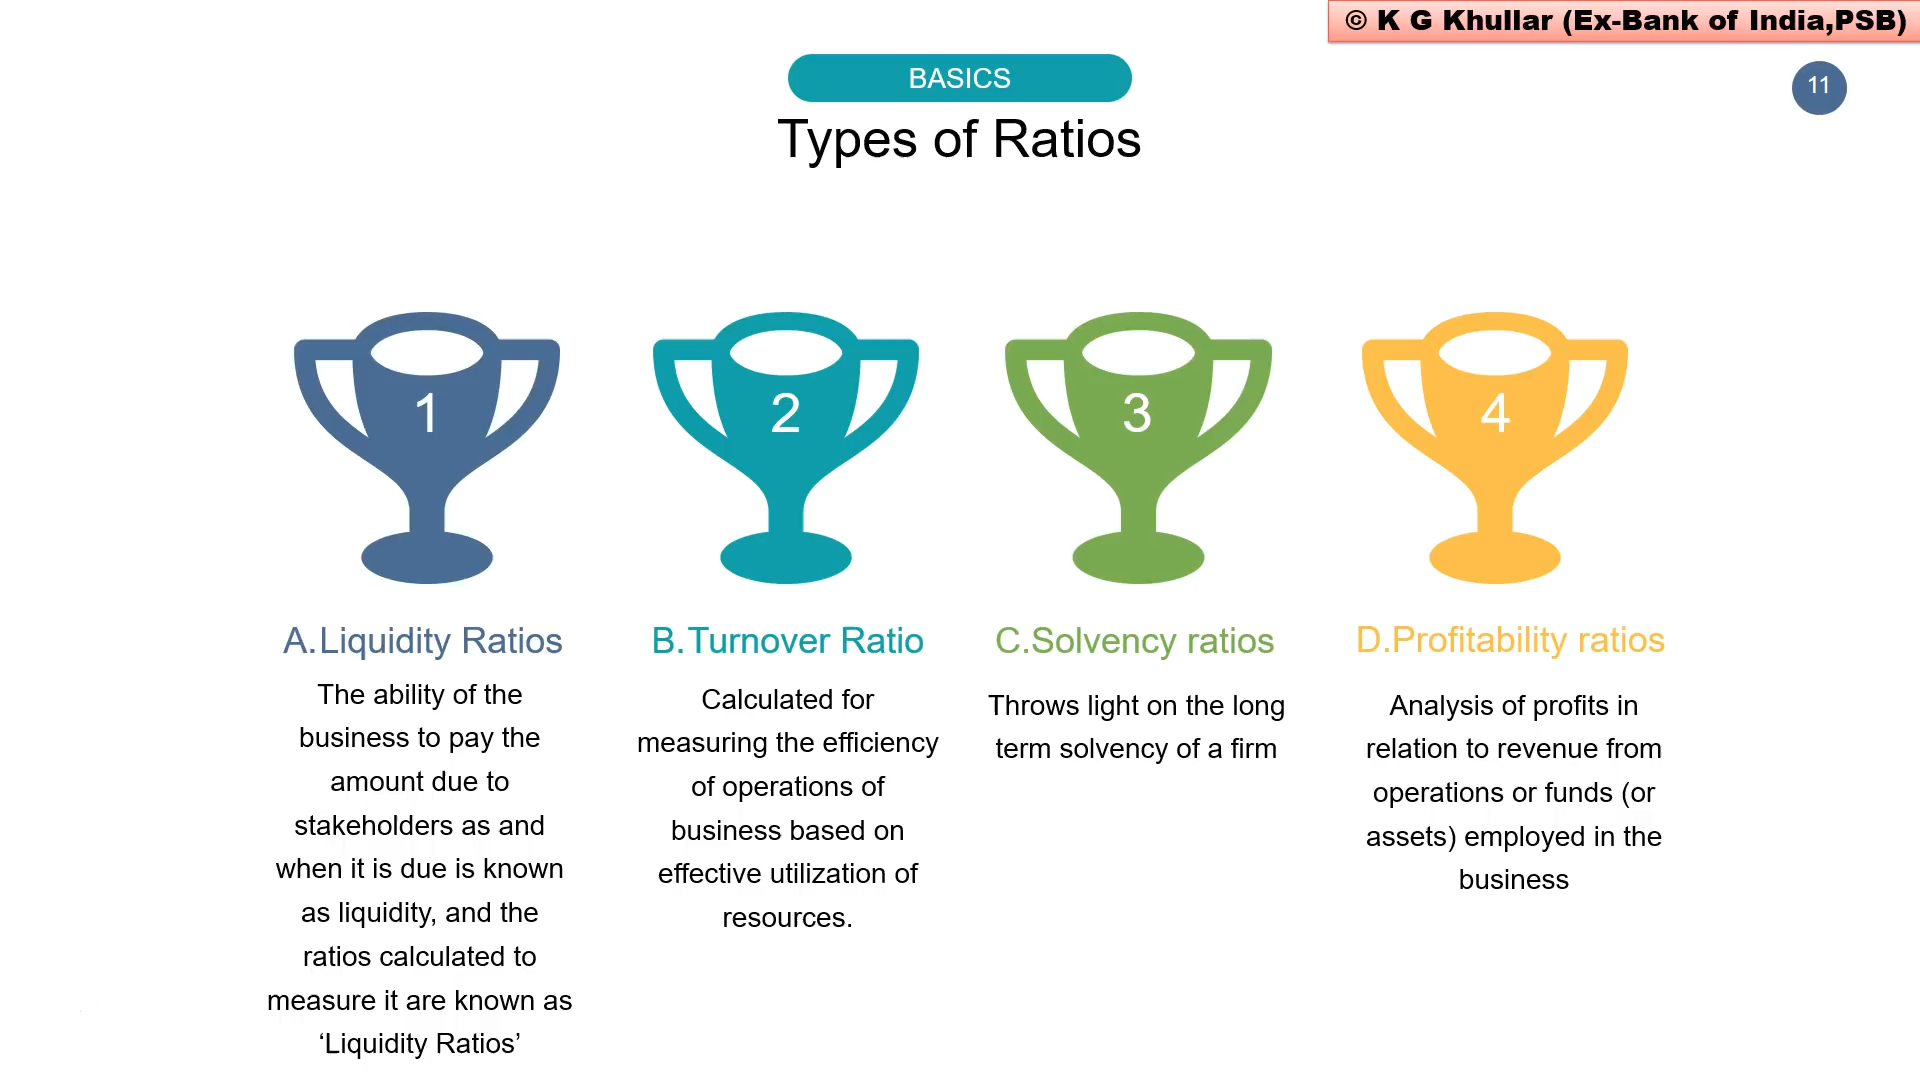 © K G Khullar (Ex-Bank of India,PSB)
BASICS
11
Types of Ratios
1
2
3
4
A.Liquidity Ratios
The ability of the
business to pay the
amount due to
stakeholders as and
when it is due is known
as liquidity, and the
ratios calculated to
measure it are known as
‘Liquidity Ratios’
B.Turnover Ratio
Calculated for
measuring the efficiency
of operations of
business based on
effective utilization of
resources.
C.Solvency ratios
Throws light on the long
term solvency of a firm
D.Profitability ratios
Analysis of profits in
relation to revenue from
operations or funds (or
assets) employed in the
business